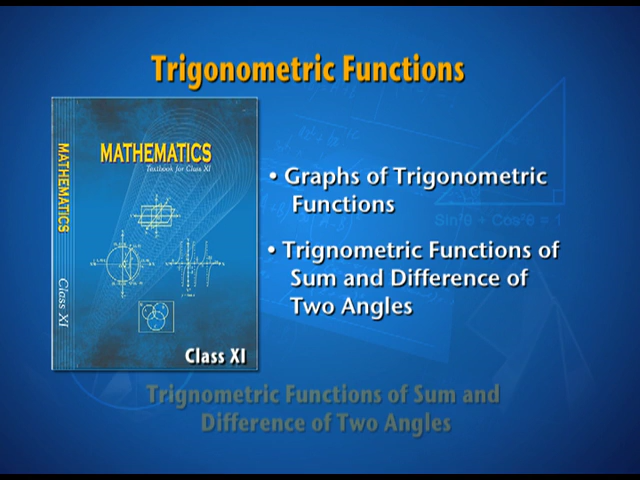 Trigonometric Functions
MATHEMATICS
Textbook for Class XI
MATHEMATICS
Class XI
Class XI
• Graphs of Trigonometric
Functions
Sin²θ + Cos²θ = 1
• Trignometric Functions of
Sum and Difference of
Two Angles
Trignometric Functions of Sum and
Difference of Two Angles